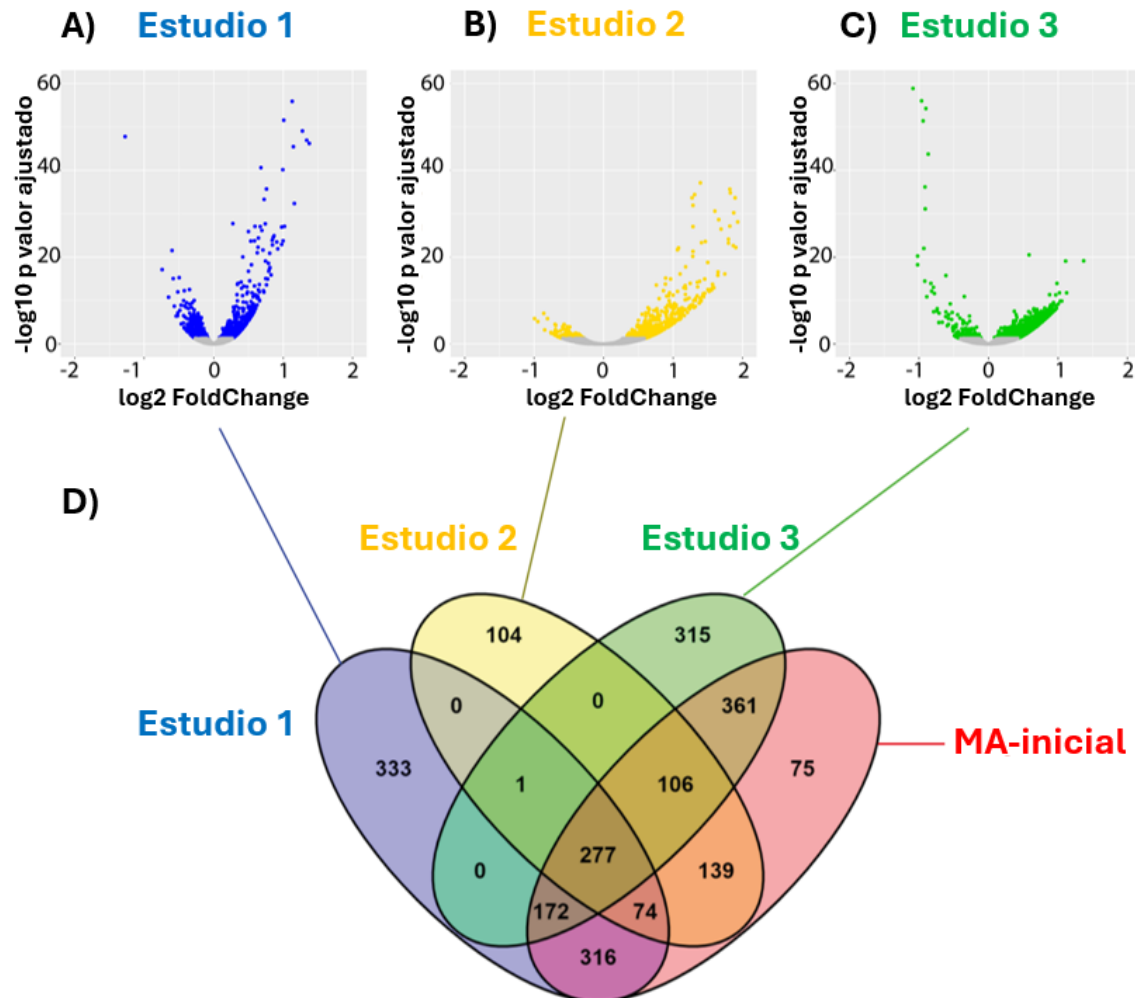 A) Estudio 1
B) Estudio 2
C) Estudio 3
-log10 p valor ajustado
60
40
20
0
-2 -1 0 1 2
log2 FoldChange
-log10 p valor ajustado
60
40
20
0
-2 -1 0 1 2
log2 FoldChange
-log10 p valor ajustado
60
40
20
0
-2 -1 0 1 2
log2 FoldChange
D)
Estudio 2
Estudio 3
Estudio 1
MA-inicial
104
315
0
0
361
333
1
106
75
277
0
139
172
74
316